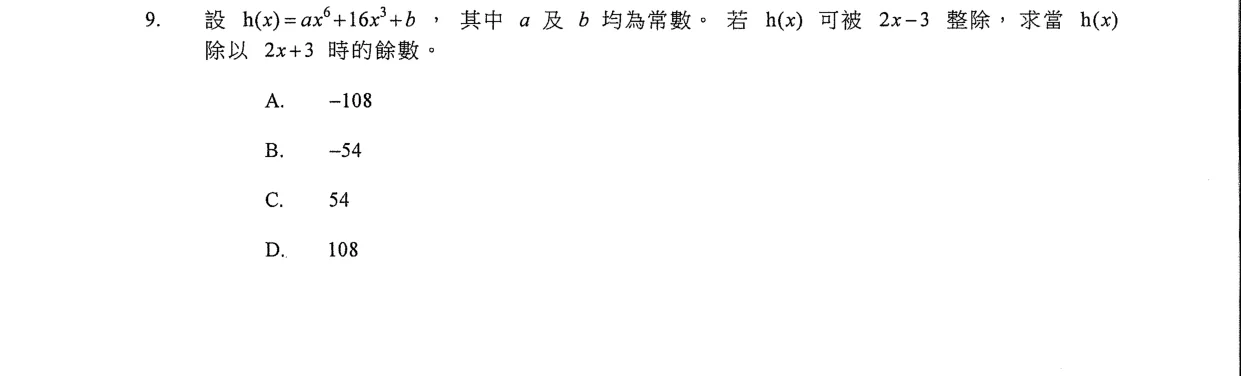 9. 設 h(x)=ax⁶+16x³+b ， 其中 a 及 b 均為常數。 若 h(x) 可被 2x−3 整除，求當 h(x)
除以 2x+3 時的餘數。
A. −108
B. −54
C. 54
D. 108